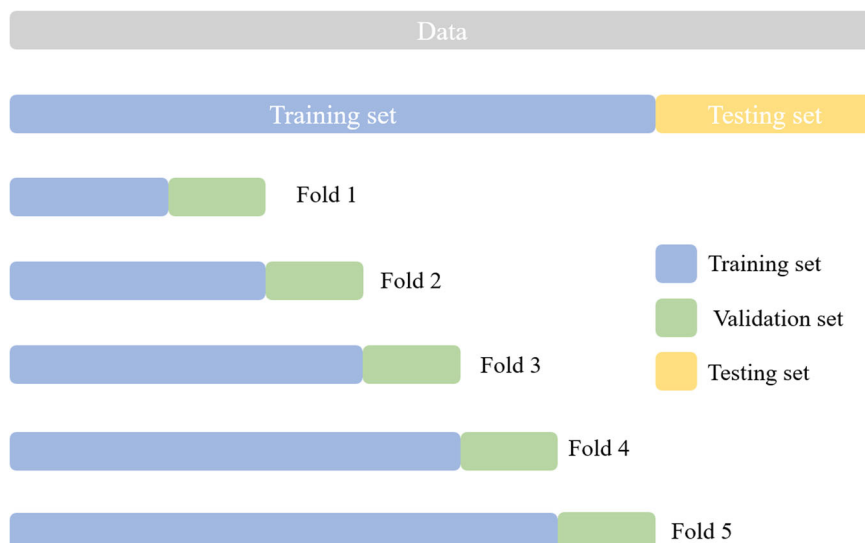 Data
Training set
Testing set
Fold 1
Fold 2
Training set
Validation set
Fold 3
Testing set
Fold 4
Fold 5